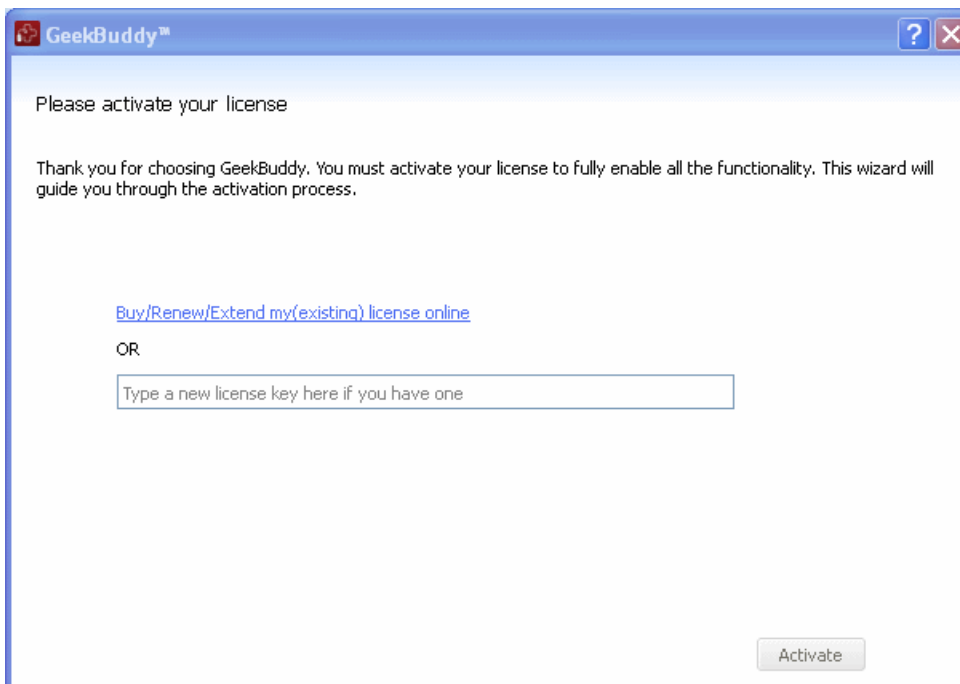 GeekBuddy™
?
Please activate your license
Thank you for choosing GeekBuddy. You must activate your license to fully enable all the functionality. This wizard will
guide you through the activation process.
Buy/Renew/Extend my(existing) license online
OR
Type a new license key here if you have one
Activate